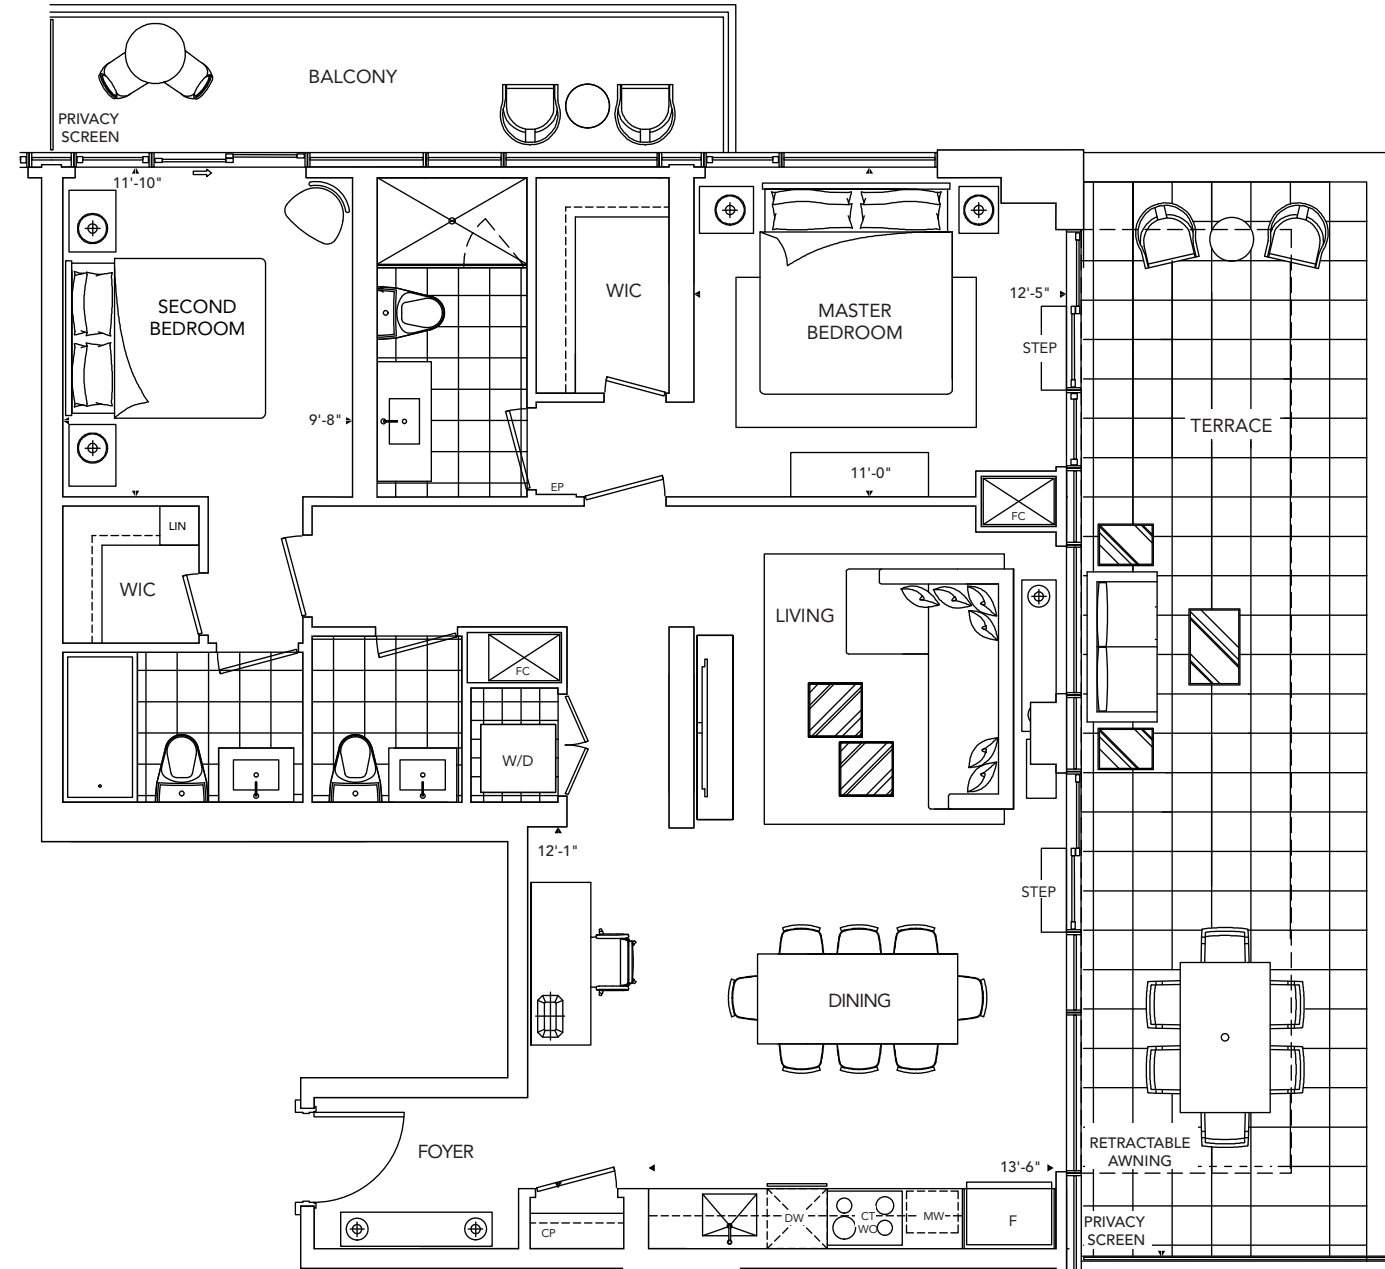 BALCONY
PRIVACY
SCREEN
11'-10"
SECOND
BEDROOM
9'-8"
WIC
MASTER
BEDROOM
12'-5"
STEP
TERRACE
11'-0"
EP
FC
LIN
WIC
LIVING
FC
W/D
12'-1"
STEP
DINING
FOYER
13'-6"
RETRACTABLE
AWNING
CP
DW
CT
WO
MW
F
PRIVACY
SCREEN